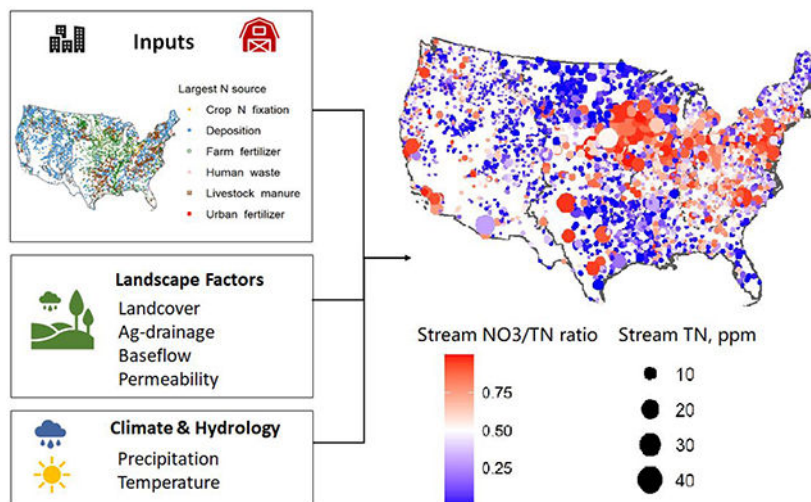 Inputs
Largest N source
Crop N fixation
Deposition
Farm fertilizer
Human waste
Livestock manure
Urban fertilizer
Landscape Factors
Landcover
Ag-drainage
Baseflow
Permeability
Climate & Hydrology
Precipitation
Temperature
Stream NO3/TN ratio
0.75
0.50
0.25
Stream TN, ppm
10
20
30
40